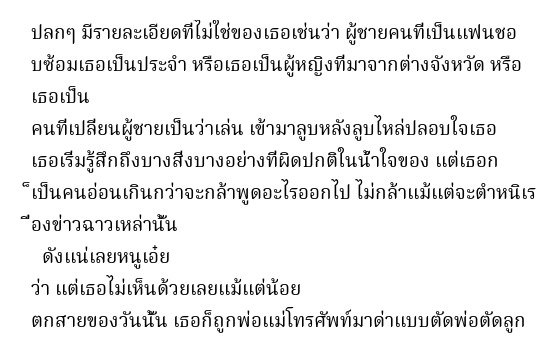 ปลกๆ มีรายละเอียดที่ไม่ใช่ของเธอเช่นว่า ผู้ชายคนที่เป็นแฟนชอ
บซ้อมเธอเป็นประจำ หรือเธอเป็นผู้หญิงที่มาจากต่างจังหวัด หรือ
เธอเป็น
คนที่เปลี่ยนผู้ชายเป็นว่าเล่น เข้ามาลูบหลังลูบไหล่ปลอบใจเธอ
เธอเริ่มรู้สึกถึงบางสิ่งบางอย่างที่ผิดปกติในน้ำใจของ แต่เธอก
็เป็นคนอ่อนเกินกว่าจะกล้าพูดอะไรออกไป ไม่กล้าแม้แต่จะตำหนิเร
ื่องข่าวฉาวเหล่านั้น
ดังแน่เลยหนูเอ๋ย
ว่า แต่เธอไม่เห็นด้วยเลยแม้แต่น้อย
ตกสายของวันนั้น เธอก็ถูกพ่อแม่โทรศัพท์มาด่าแบบตัดพ่อตัดลูก